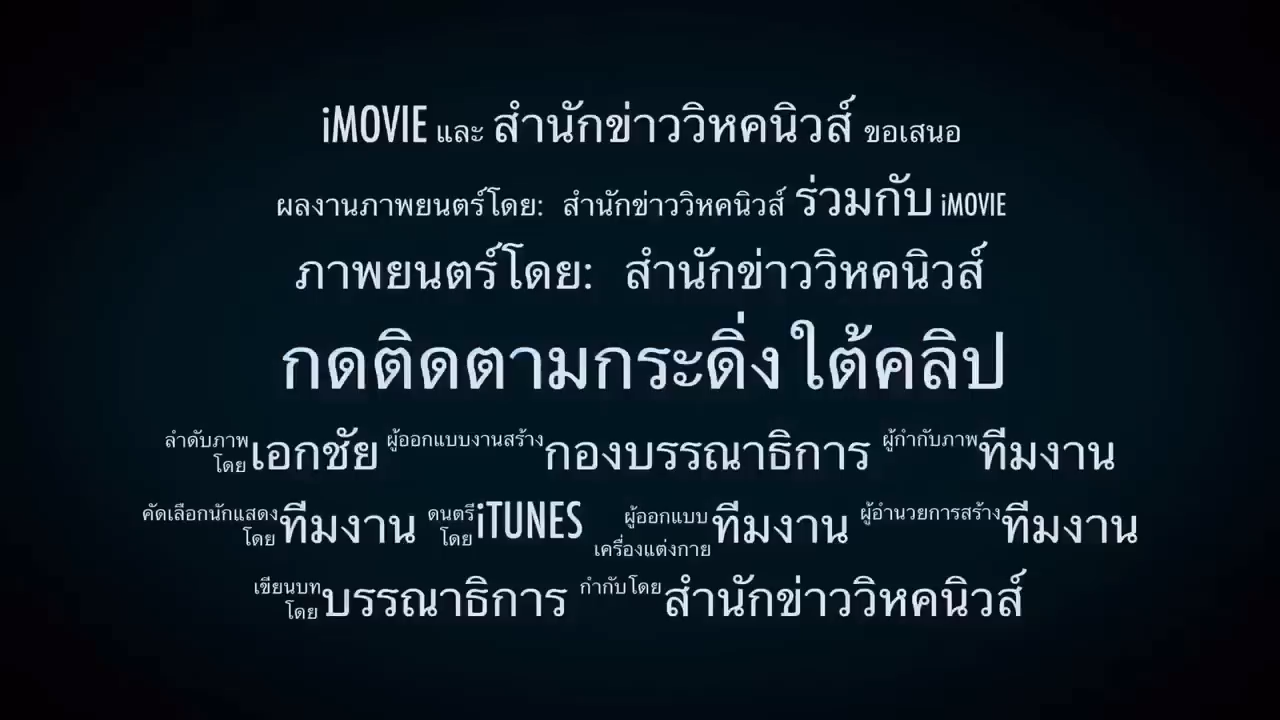 iMOVIE และ สำนักข่าววิหคนิวส์ ขอเสนอ
ผลงานภาพยนตร์โดย: สำนักข่าววิหคนิวส์ ร่วมกับ iMOVIE
ภาพยนตร์โดย: สำนักข่าววิหคนิวส์
กดติดตามกระดิ่งใต้คลิป
ลำดับภาพโดย เอกชัย ผู้ออกแบบงานสร้าง กองบรรณาธิการ ผู้กำกับภาพ ทีมงาน
คัดเลือกนักแสดงโดย ทีมงาน ดนตรีโดย iTUNES ผู้ออกแบบเครื่องแต่งกาย ทีมงาน ผู้อำนวยการสร้าง ทีมงาน
เขียนบทโดย บรรณาธิการ กำกับโดย สำนักข่าววิหคนิวส์